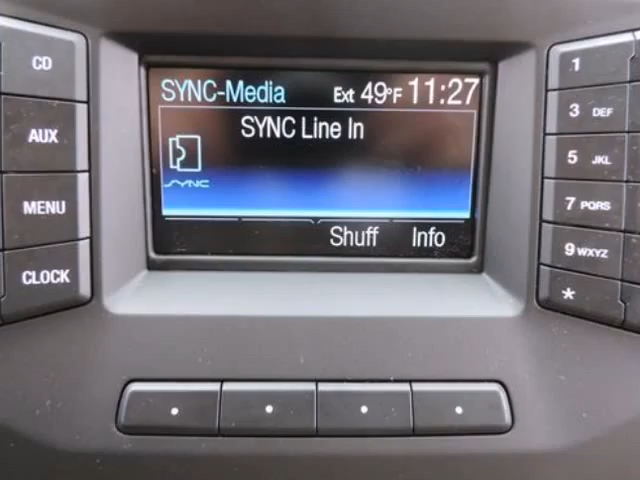 CD
AUX
MENU
CLOCK
SYNC-Media Ext 49°F 11:27
SYNC Line In
SYNC
Shuff Info
1
3 DEF
5 JKL
7 PQRS
9 WXYZ
*